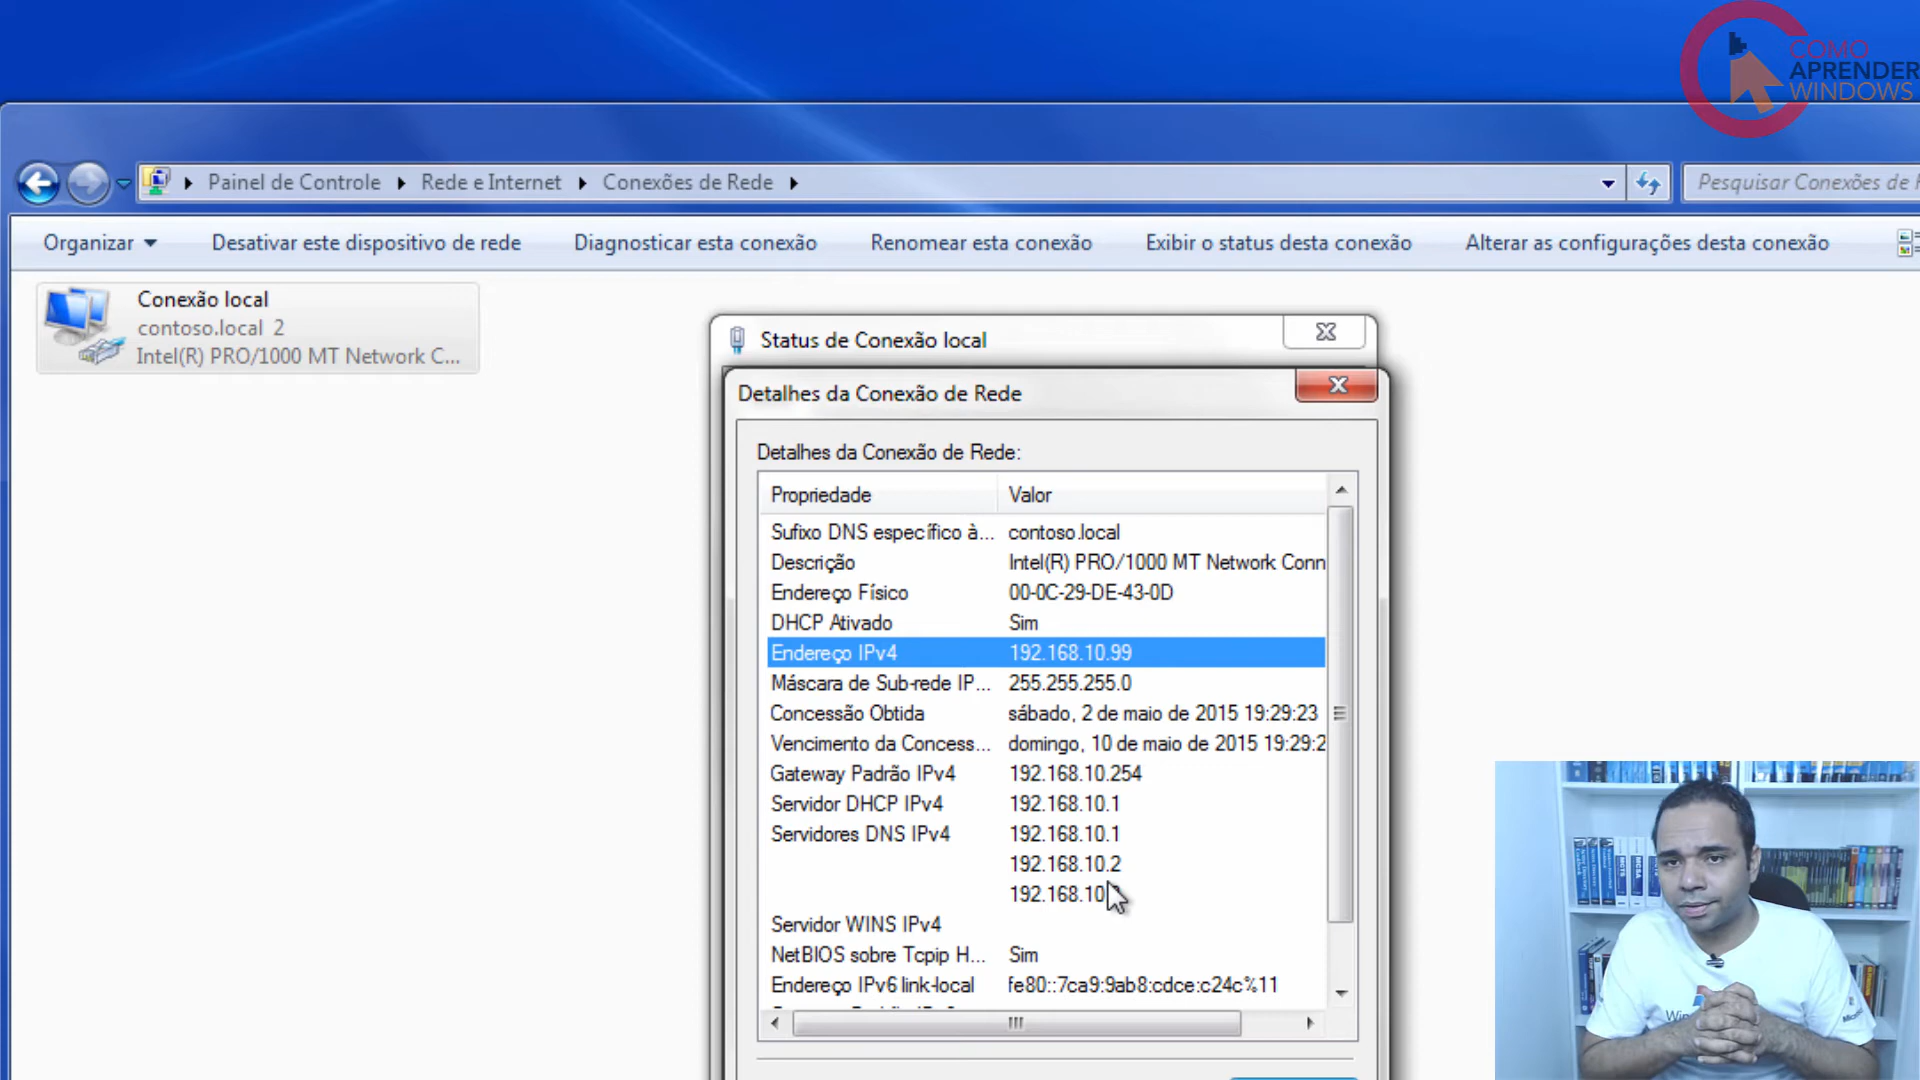 COMO
APRENDER
WINDOWS
Painel de Controle
Rede e Internet
Conexões de Rede
Pesquisar Conexões de
Organizar
Desativar este dispositivo de rede
Diagnosticar esta conexão
Renomear esta conexão
Exibir o status desta conexão
Alterar as configurações desta conexão
Conexão local
contoso.local 2
Intel(R) PRO/1000 MT Network C...
Status de Conexão local
Detalhes da Conexão de Rede
Detalhes da Conexão de Rede:
Propriedade Valor
Sufixo DNS específico à... contoso.local
Descrição Intel(R) PRO/1000 MT Network Conn
Endereço Físico 00-0C-29-DE-43-0D
DHCP Ativado Sim
Endereço IPv4 192.168.10.99
Máscara de Sub-rede IP... 255.255.255.0
Concessão Obtida sábado, 2 de maio de 2015 19:29:23
Vencimento da Concess... domingo, 10 de maio de 2015 19:29:2
Gateway Padrão IPv4 192.168.10.254
Servidor DHCP IPv4 192.168.10.1
Servidores DNS IPv4 192.168.10.1
192.168.10.2
192.168.10.
Servidor WINS IPv4
NetBIOS sobre Tcpip H... Sim
Endereço IPv6 link-local fe80::7ca9:9ab8:cdce:c24c%11